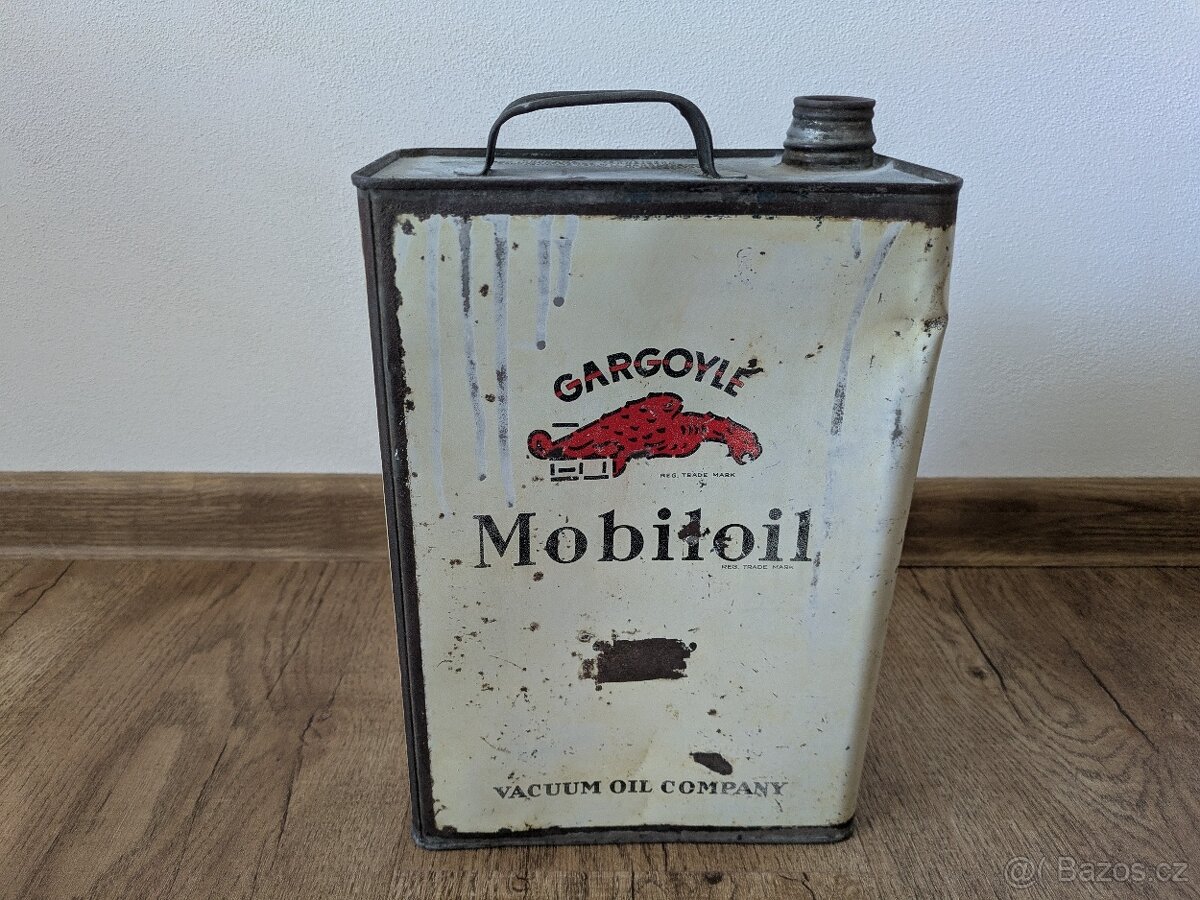 GARGOYLE
REG. TRADE MARK
Mobiloil
REG. TRADE MARK
VACUUM OIL COMPANY
@( Bazos.cz